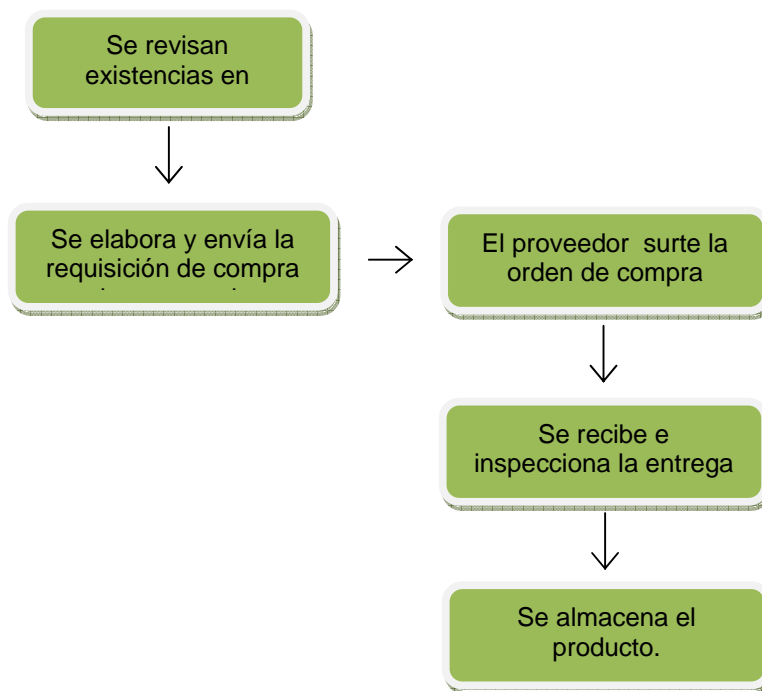 Se revisan
existencias en
Se elabora y envía la
requisición de compra
El proveedor surte la
orden de compra
Se recibe e
inspecciona la entrega
Se almacena el
producto.